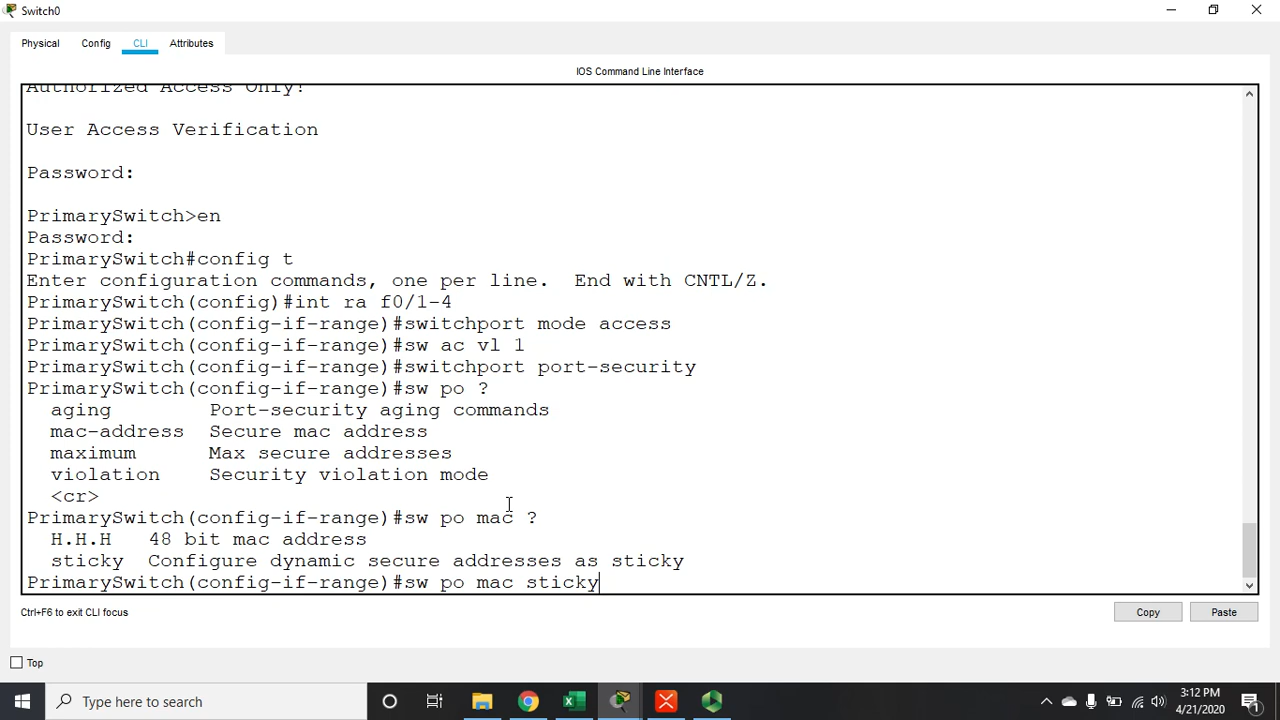 Switch0
Physical Config CLI Attributes
IOS Command Line Interface
Authorized Access Only!
User Access Verification
Password:
PrimarySwitch>en
Password:
PrimarySwitch#config t
Enter configuration commands, one per line.  End with CNTL/Z.
PrimarySwitch(config)#int ra f0/1-4
PrimarySwitch(config-if-range)#switchport mode access
PrimarySwitch(config-if-range)#sw ac vl 1
PrimarySwitch(config-if-range)#switchport port-security
PrimarySwitch(config-if-range)#sw po ?
  aging        Port-security aging commands
  mac-address  Secure mac address
  maximum      Max secure addresses
  violation    Security violation mode
  <cr>
PrimarySwitch(config-if-range)#sw po mac ?
  H.H.H   48 bit mac address
  sticky  Configure dynamic secure addresses as sticky
PrimarySwitch(config-if-range)#sw po mac sticky
Ctrl+F6 to exit CLI focus
Copy Paste
Top
Type here to search
3:12 PM
4/21/2020
1